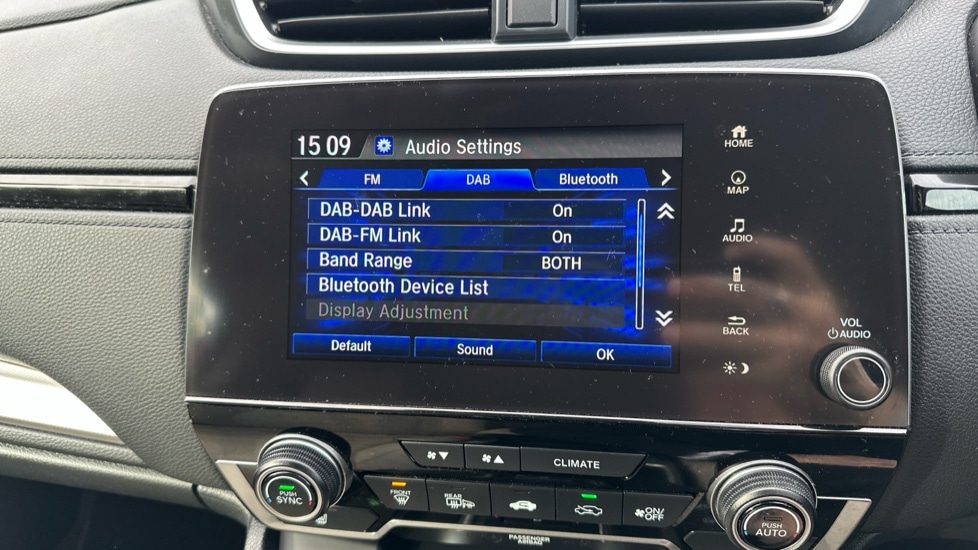 15 09 Audio Settings
FM DAB Bluetooth
DAB-DAB Link On
DAB-FM Link On
Band Range BOTH
Bluetooth Device List
Display Adjustment
Default Sound OK
HOME
MAP
AUDIO
TEL
BACK
VOL
AUDIO
CLIMATE
PUSH
SYNC
FRONT
REAR
ON/
OFF
PUSH
AUTO
PASSENGER
AIRBAG